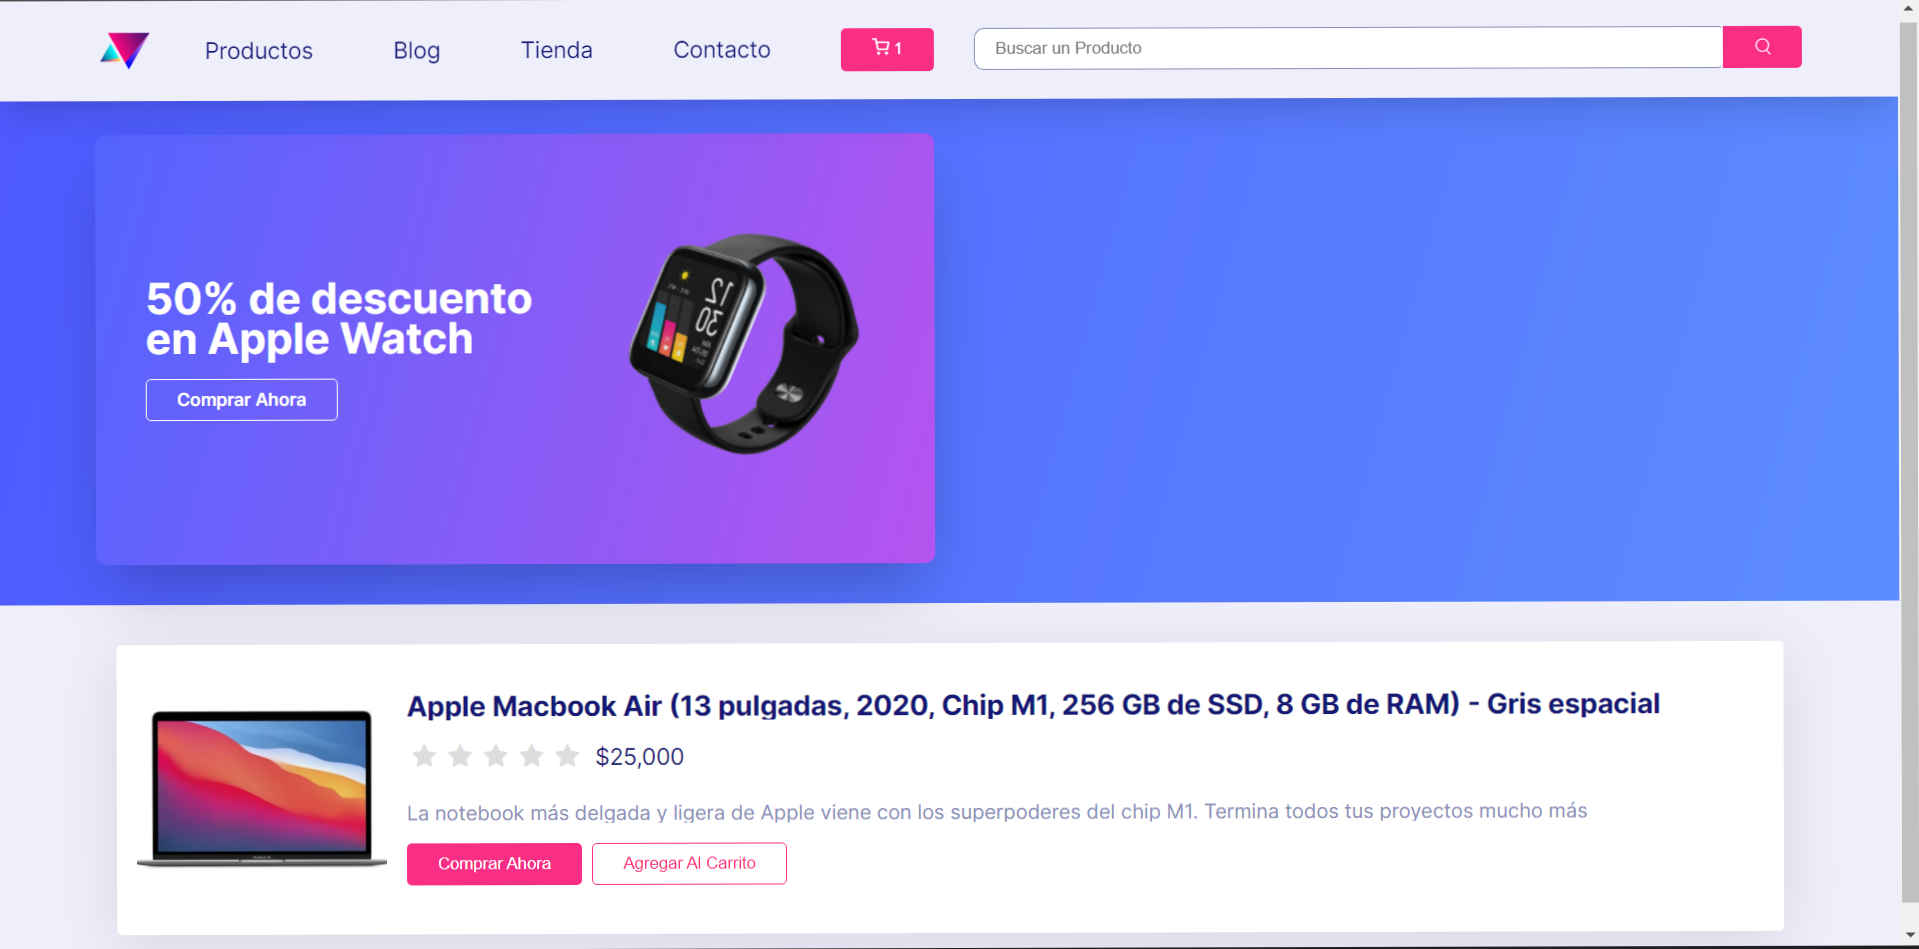 Productos
Blog
Tienda
Contacto
1
Buscar un Producto
50% de descuento
en Apple Watch
Comprar Ahora
12
30
Apple Macbook Air (13 pulgadas, 2020, Chip M1, 256 GB de SSD, 8 GB de RAM) - Gris espacial
$25,000
La notebook más delgada y ligera de Apple viene con los superpoderes del chip M1. Termina todos tus proyectos mucho más
Comprar Ahora
Agregar Al Carrito